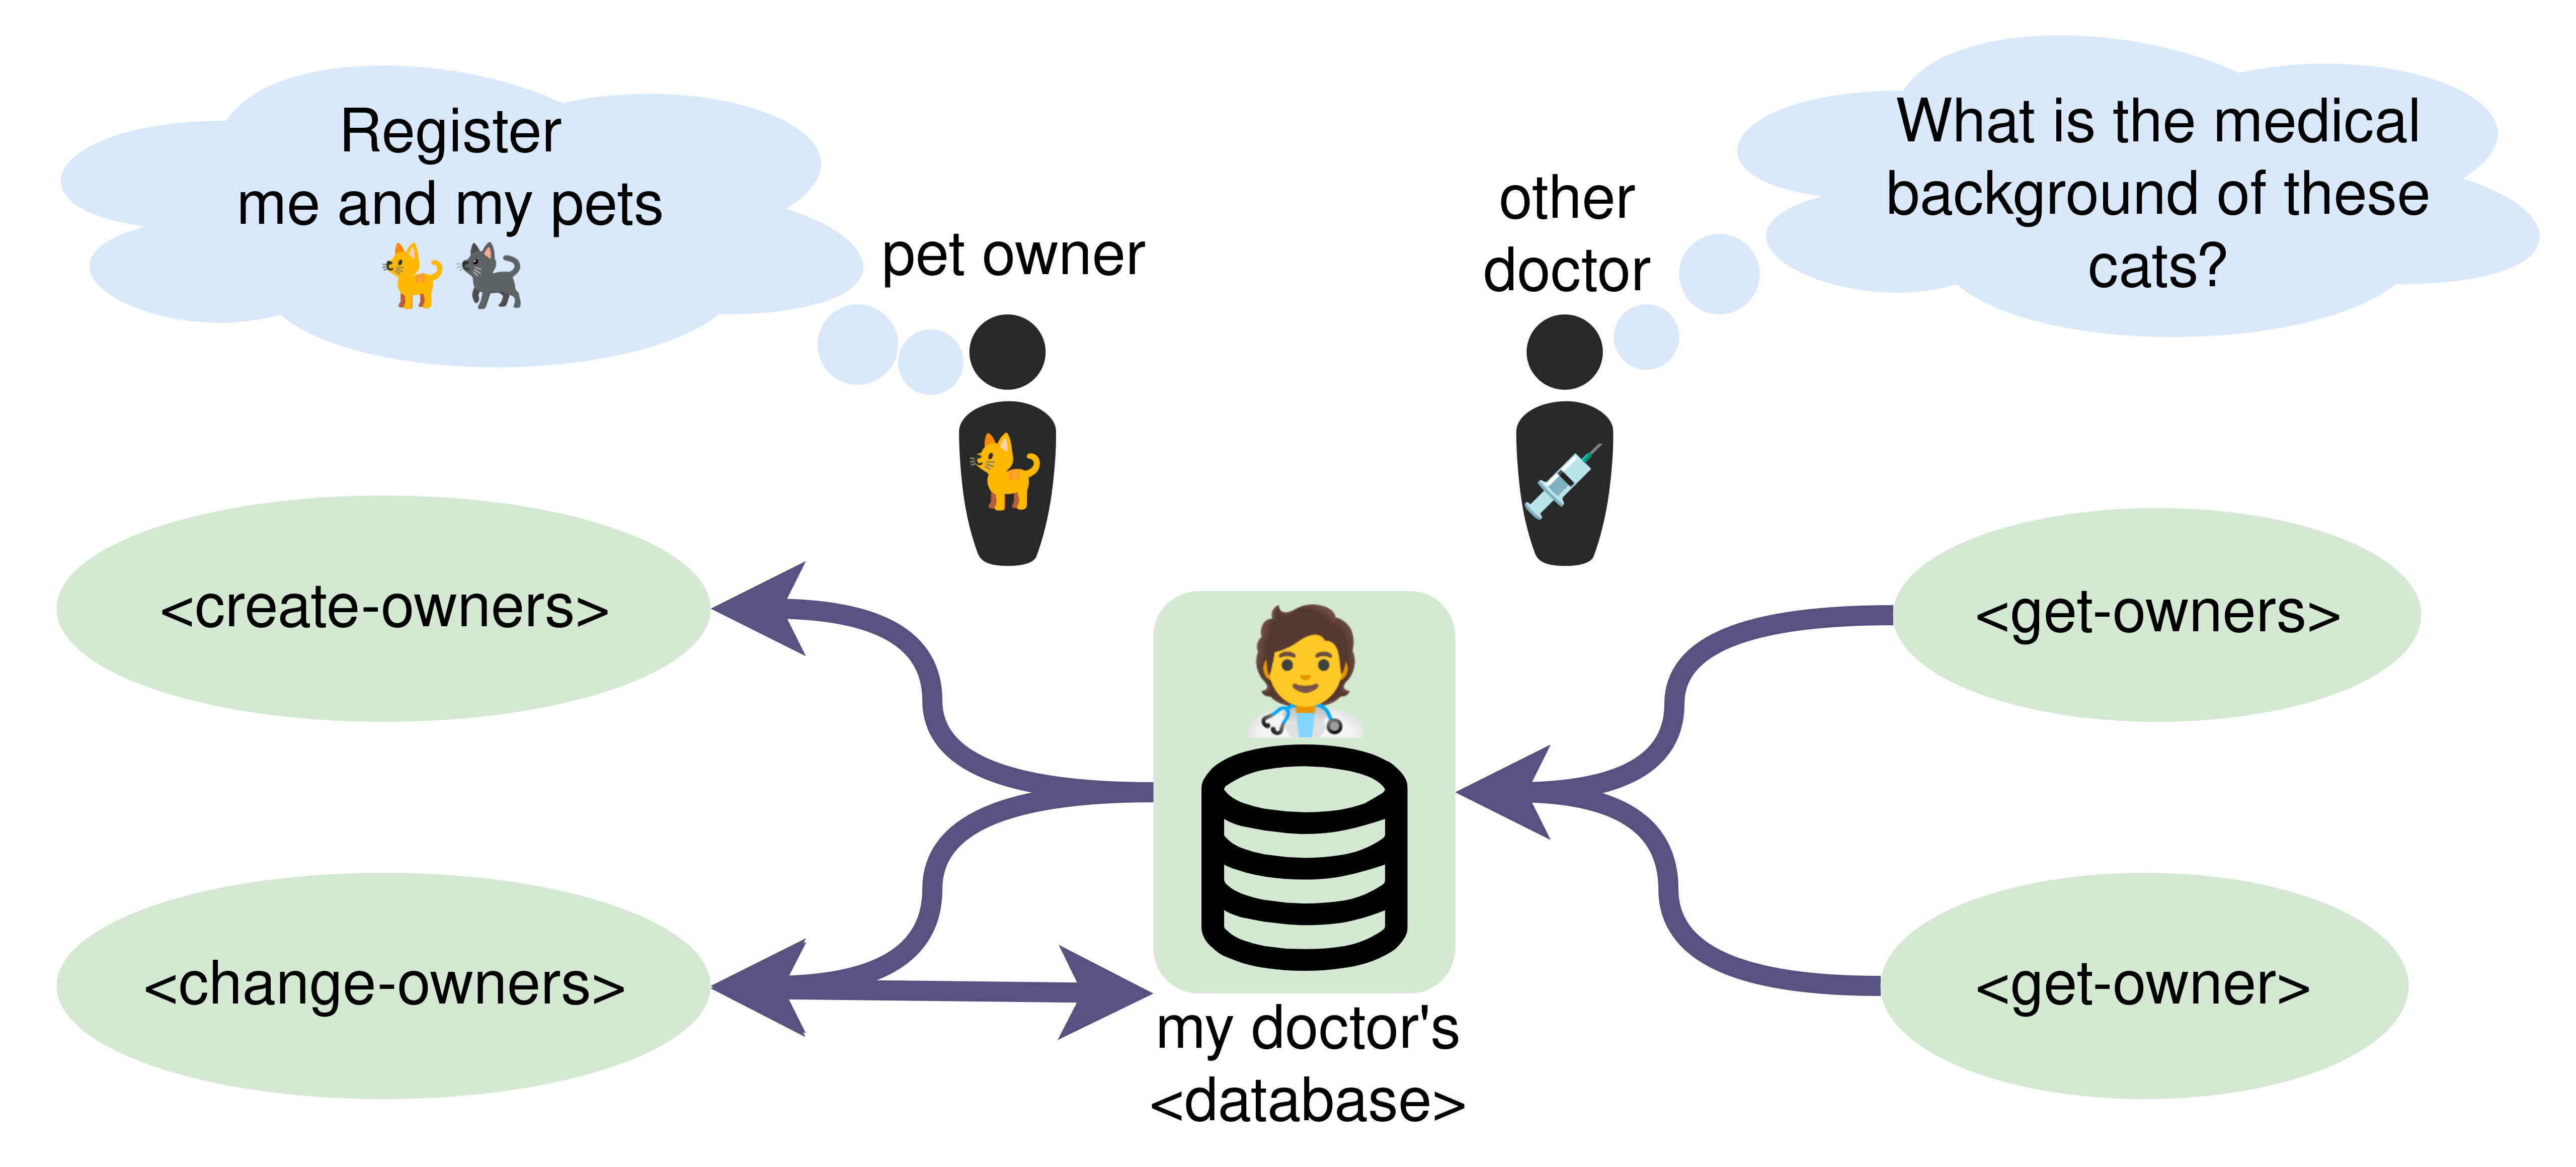 Register
me and my pets
pet owner
other
doctor
What is the medical
background of these
cats?
<create-owners>
<get-owners>
<change-owners>
<get-owner>
my doctor's
<database>